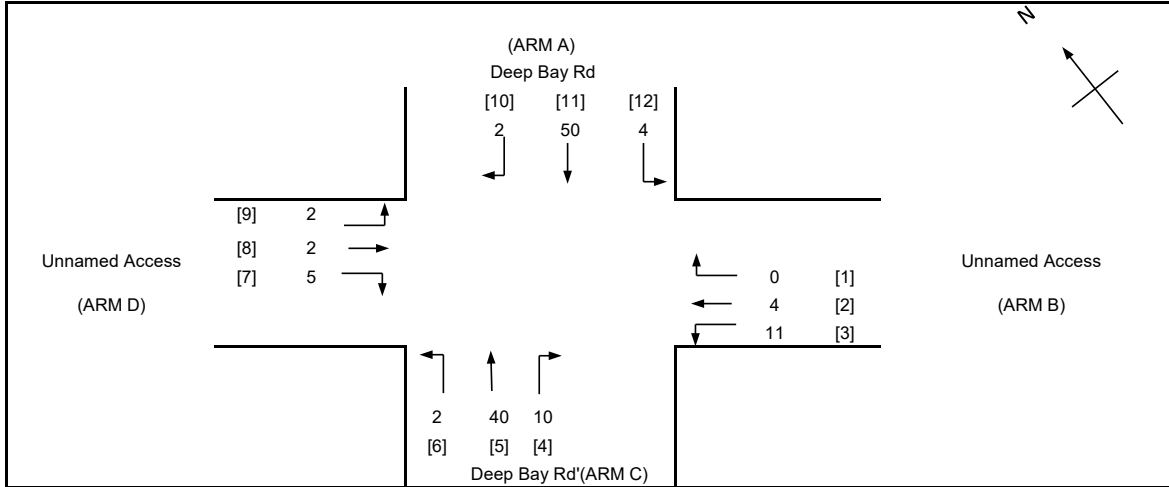 N
(ARM A)
Deep Bay Rd
[10] [11] [12]
2 50 4
[9] 2
[8] 2
[7] 5
Unnamed Access
(ARM D)
0 [1]
4 [2]
11 [3]
Unnamed Access
(ARM B)
2 40 10
[6] [5] [4]
Deep Bay Rd'(ARM C)